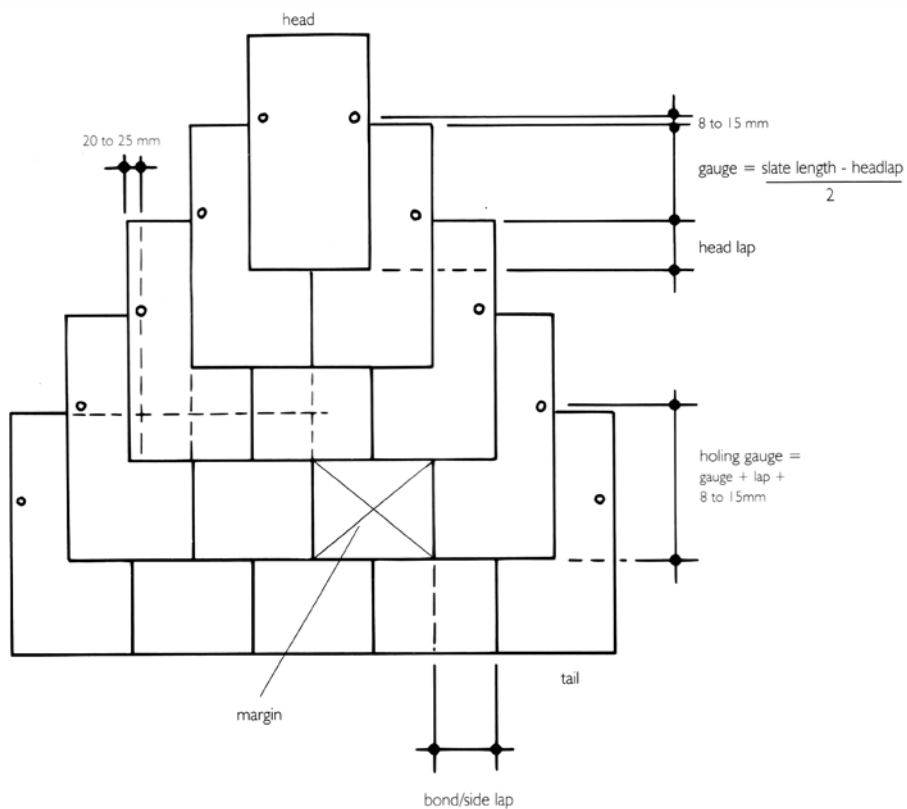 head
20 to 25 mm
8 to 15 mm
gauge = slate length - headlap
2
head lap
holing gauge =
gauge + lap +
8 to 15mm
tail
margin
bond/side lap